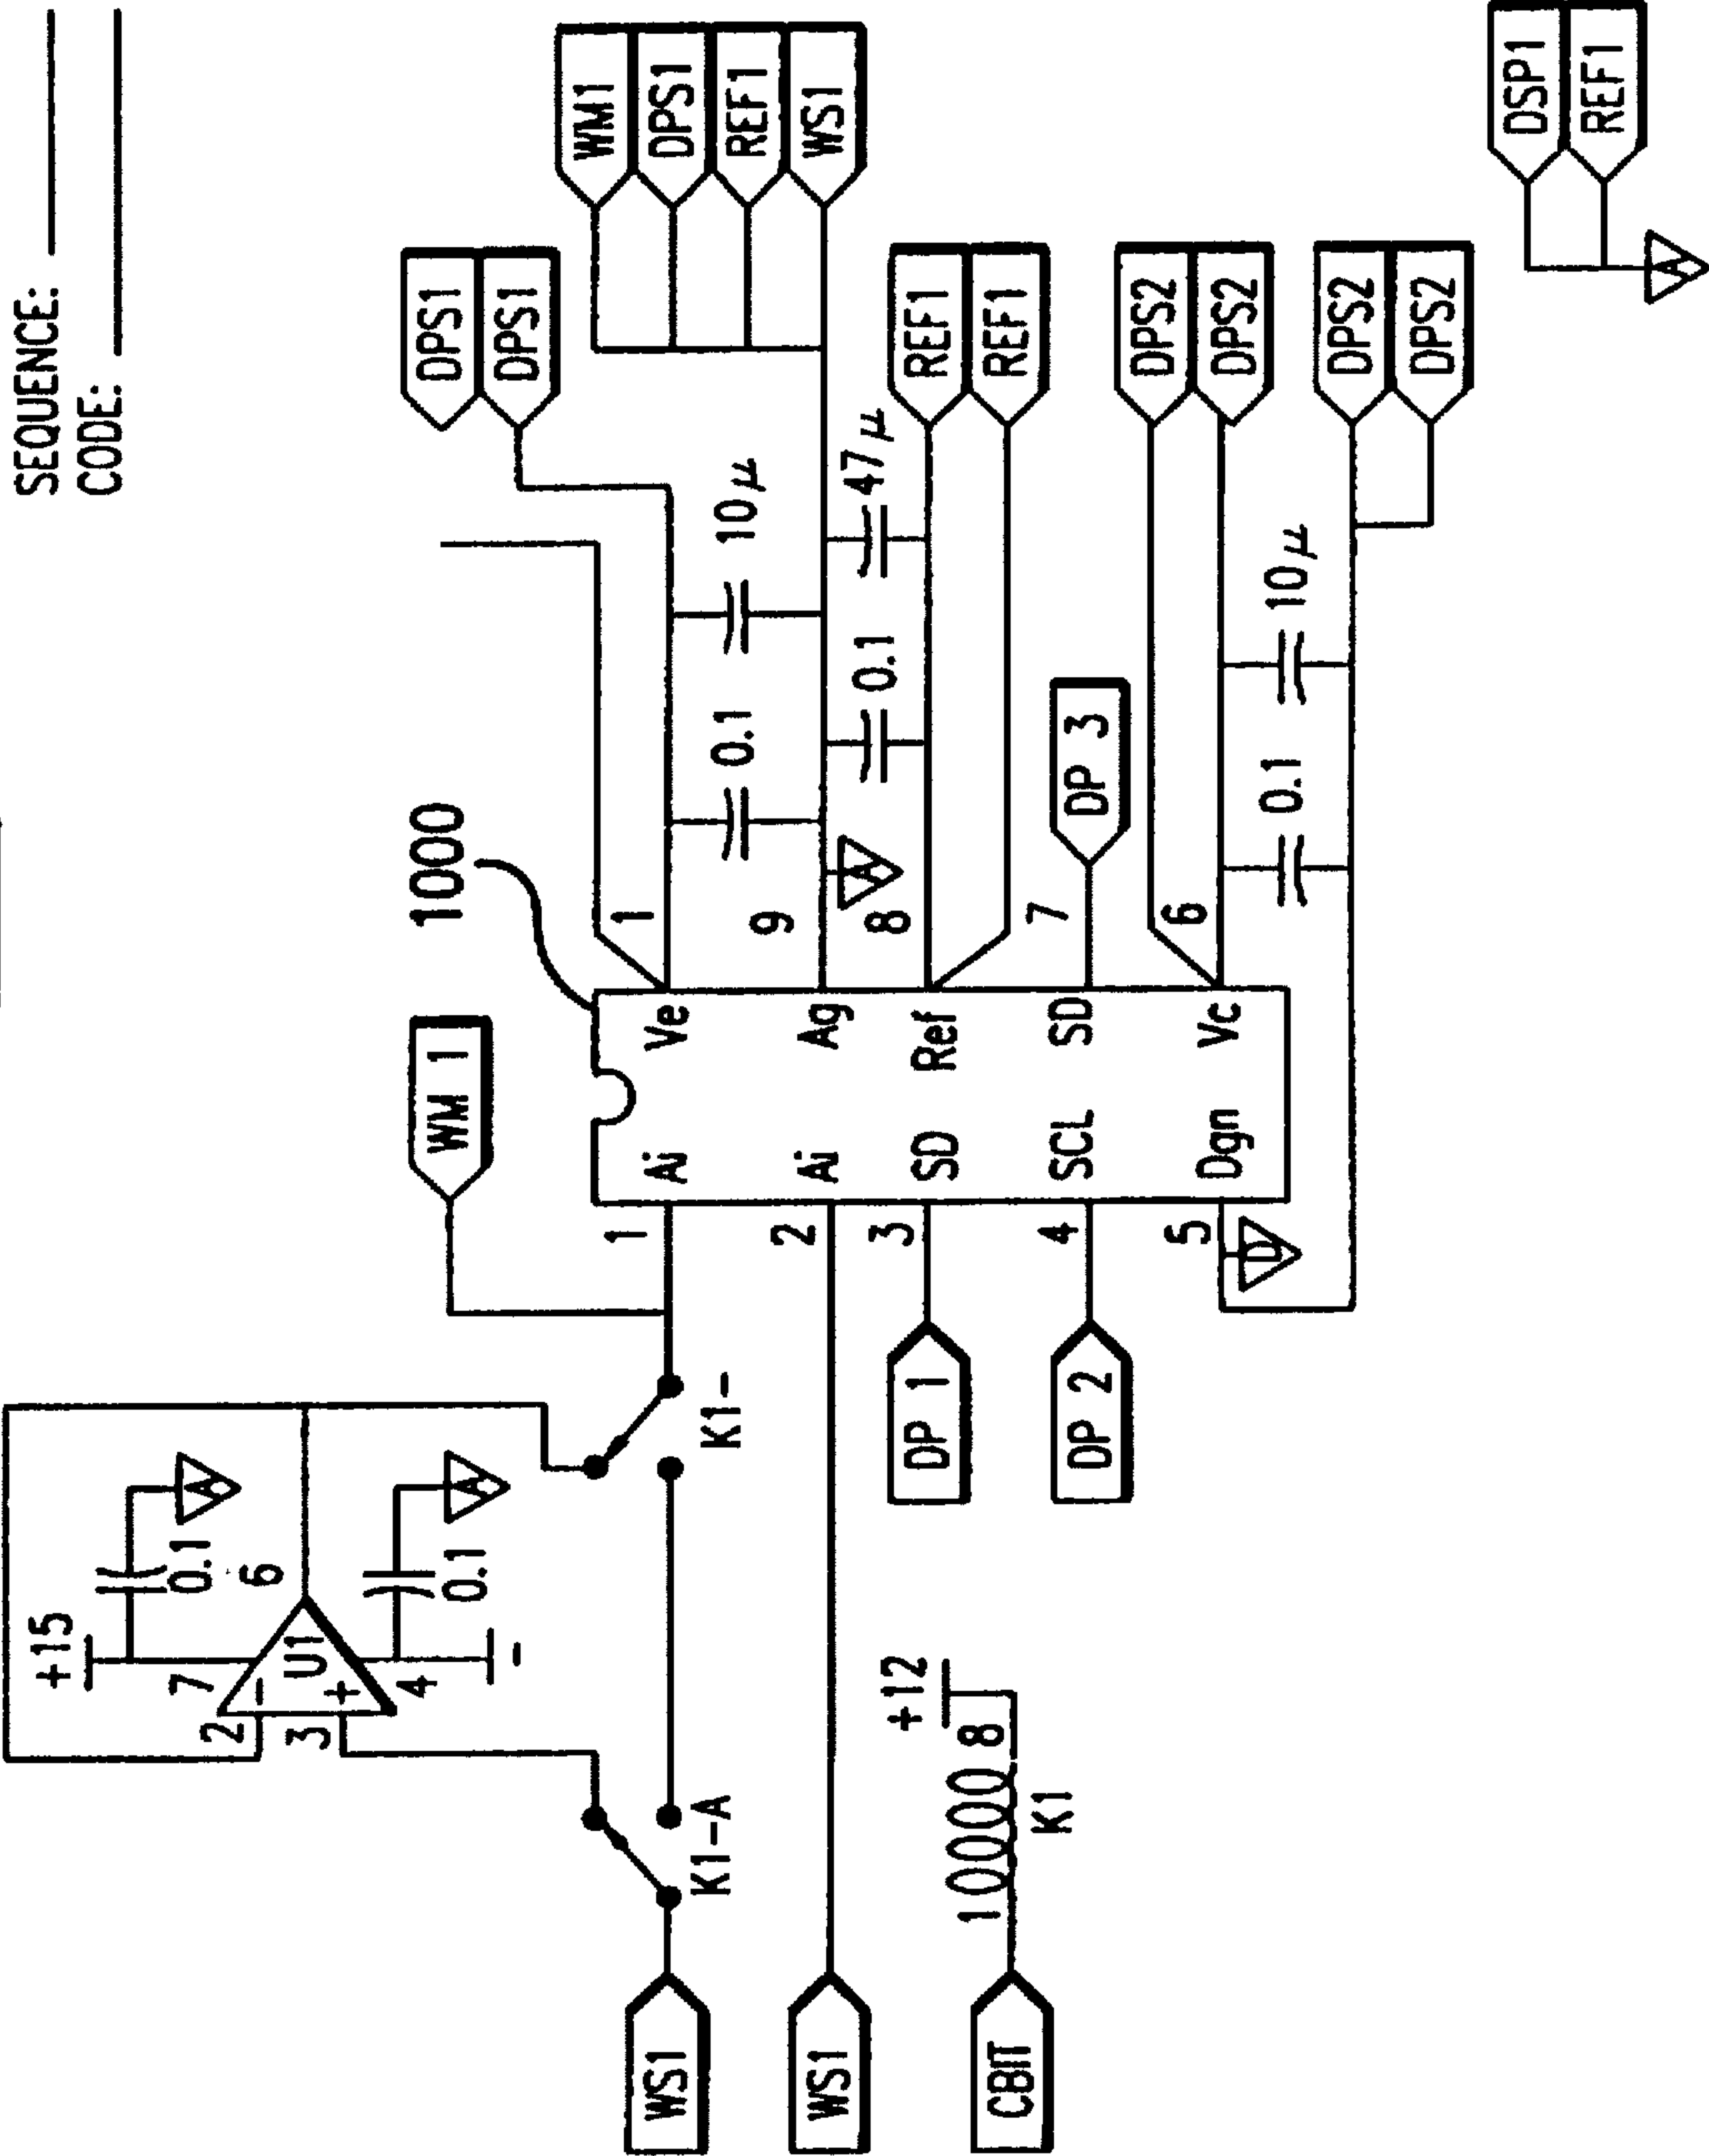 SEQUENCE:
CODE:
+15
7
0.1
2
-
U1
6
3
+
4
0.1
-
WM 1
1000
DPS1
DPS1
WM1
DPS1
REF1
WS1
WS1
K1-A
K1-
1
Ai
Ve
1
0.1
10μ
WS1
2
Ai
Ag
9
0.1
47μ
DP 1
3
SD
Ref
8
REF1
REF1
DP 2
4
SCL
SD
7
DP 3
5
Dgn
Vc
6
DPS2
DPS2
0.1
10μ
DPS2
DPS2
CBIT
1
8
+12
K1
A
A
A
D
DSP1
REF1
A